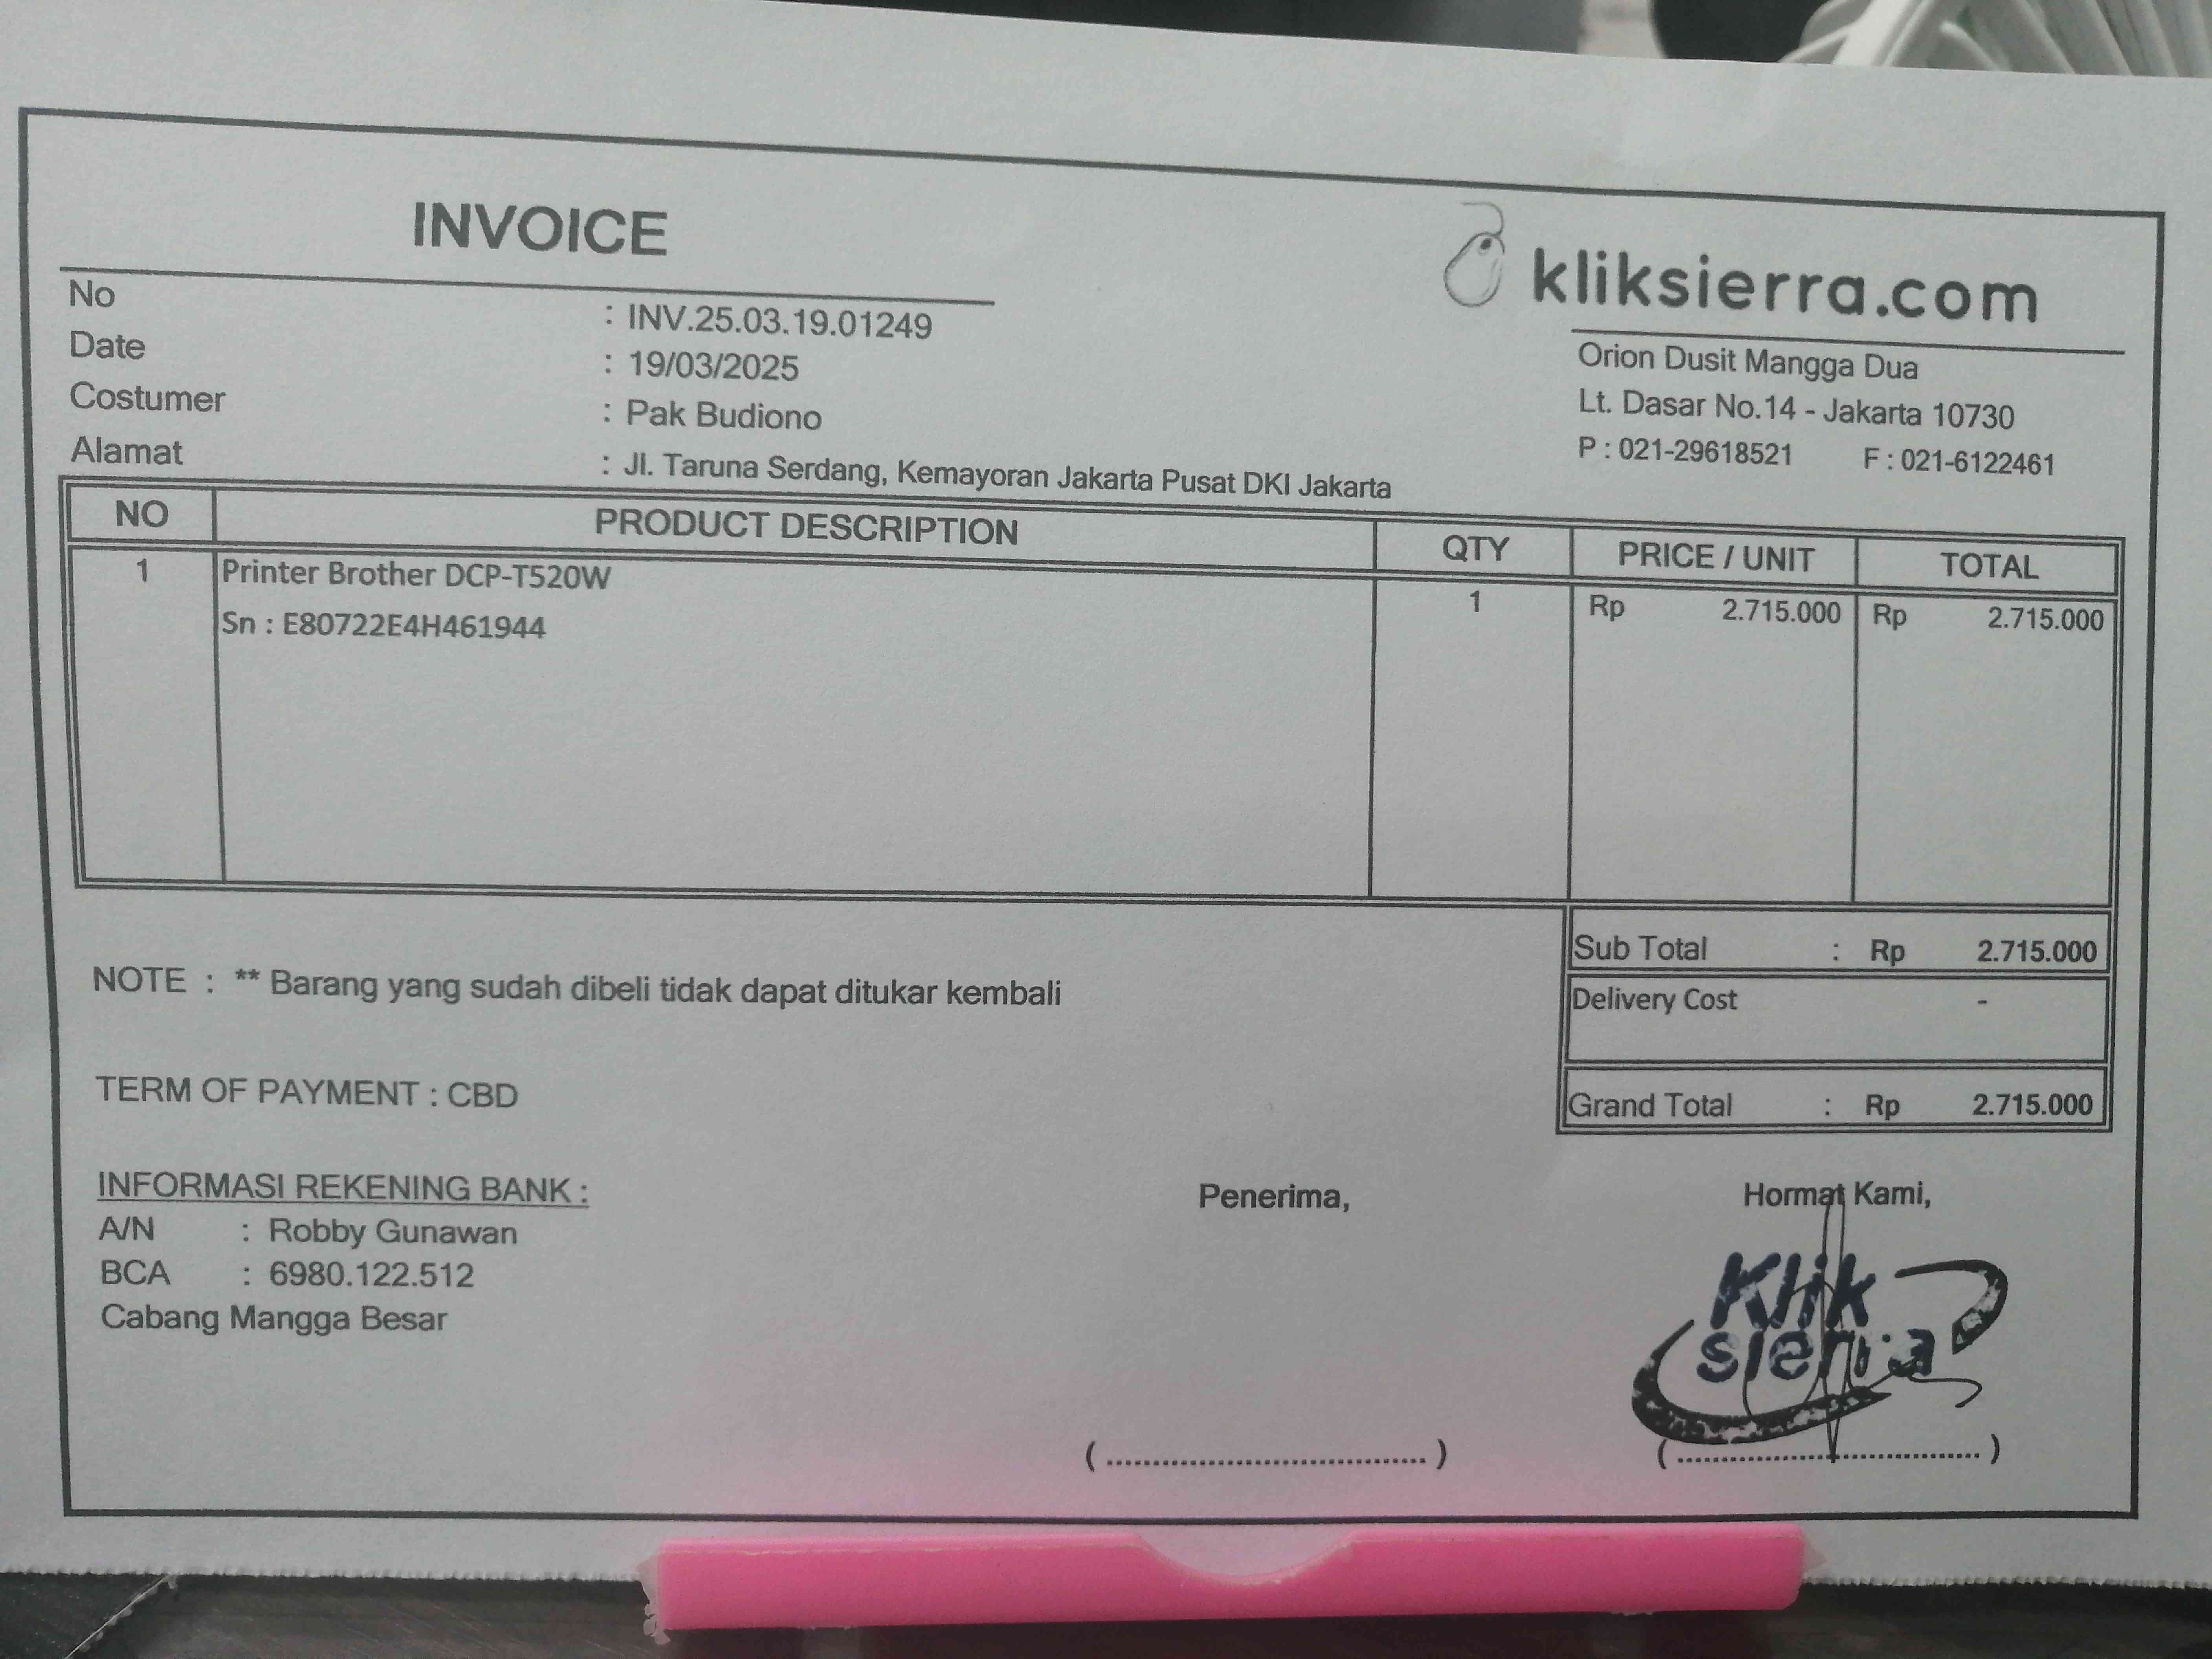 INVOICE
kliksierra.com
No : INV.25.03.19.01249
Date : 19/03/2025
Costumer : Pak Budiono
Alamat : Jl. Taruna Serdang, Kemayoran Jakarta Pusat DKI Jakarta
Orion Dusit Mangga Dua
Lt. Dasar No.14 - Jakarta 10730
P : 021-29618521 F : 021-6122461
NO PRODUCT DESCRIPTION QTY PRICE / UNIT TOTAL
1 Printer Brother DCP-T520W 1 Rp 2.715.000 Rp 2.715.000
Sn : E80722E4H461944
Sub Total : Rp 2.715.000
NOTE : ** Barang yang sudah dibeli tidak dapat ditukar kembali
Delivery Cost -
TERM OF PAYMENT : CBD
Grand Total : Rp 2.715.000
INFORMASI REKENING BANK :
A/N : Robby Gunawan
BCA : 6980.122.512
Cabang Mangga Besar
Penerima,
(....................................)
Hormat Kami,
Klik
sierra
(....................................)